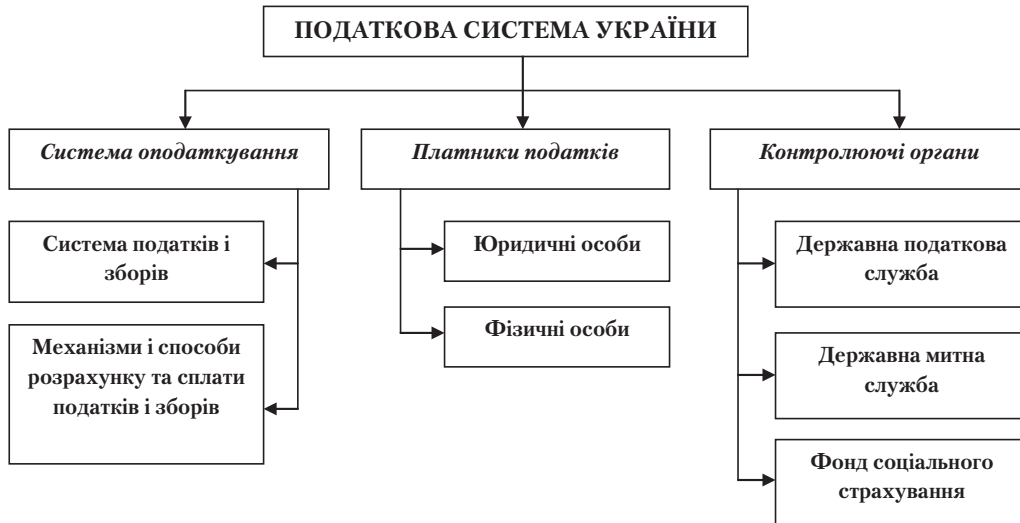 ПОДАТКОВА СИСТЕМА УКРАЇНИ
Система оподаткування
Платники податків
Контролюючі органи
Система податків і
зборів
Механізми і способи
розрахунку та сплати
податків і зборів
Юридичні особи
Фізичні особи
Державна податкова
служба
Державна митна
служба
Фонд соціального
страхування